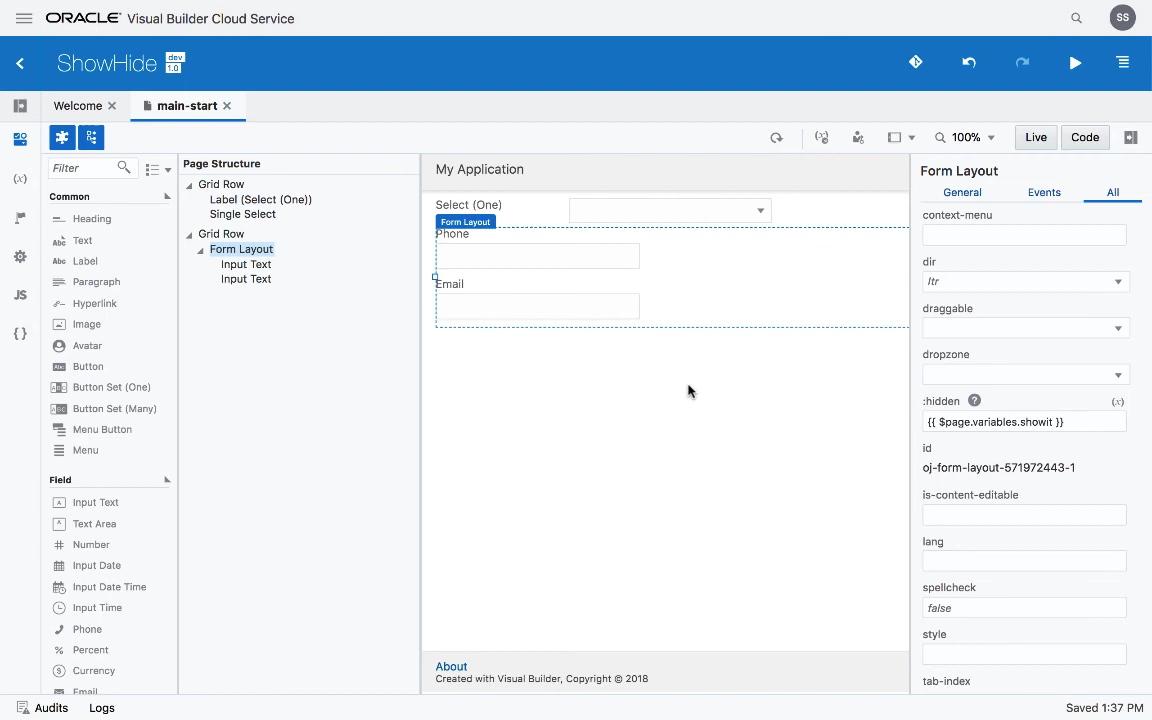 ORACLE Visual Builder Cloud Service
SS
ShowHide dev 1.0
Welcome
main-start
100%
Live
Code
Filter
Common
Heading
Abc Text
Abc Label
Paragraph
Hyperlink
Image
Avatar
Abc Button
Button Set (One)
Button Set (Many)
Menu Button
Menu
Field
Input Text
Text Area
# Number
Input Date
Input Date Time
Input Time
Phone
% Percent
$ Currency
Email
(x)
JS
{ }
Page Structure
Grid Row
Label (Select (One))
Single Select
Grid Row
Form Layout
Input Text
Input Text
My Application
Select (One)
Form Layout
Phone
Email
About
Created with Visual Builder, Copyright © 2018
Form Layout
General
Events
All
context-menu
dir
ltr
draggable
dropzone
:hidden ? (x)
{{ $page.variables.showit }}
id
oj-form-layout-571972443-1
is-content-editable
lang
spellcheck
false
style
tab-index
Audits
Logs
Saved 1:37 PM